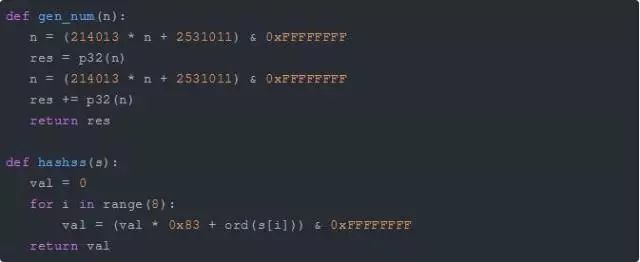 def gen_num(n):
n = (214013 * n + 2531011) & 0xFFFFFFFF
res = p32(n)
n = (214013 * n + 2531011) & 0xFFFFFFFF
res += p32(n)
return res
def hashss(s):
val = 0
for i in range(8):
val = (val * 0x83 + ord(s[i])) & 0xFFFFFFFF
return val